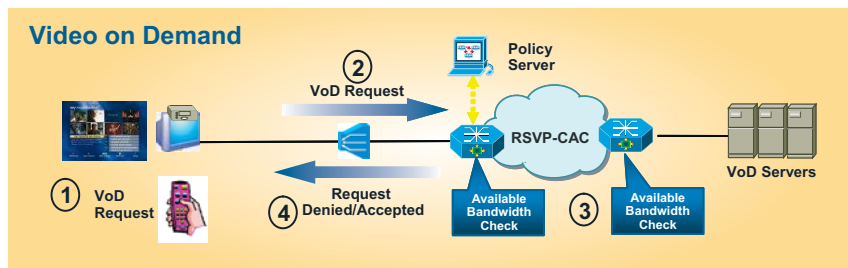 Video on Demand
Policy
Server
2
VoD Request
RSVP-CAC
VoD Servers
1
VoD
Request
4
Request
Denied/Accepted
Available
Bandwidth
Check
3
Available
Bandwidth
Check